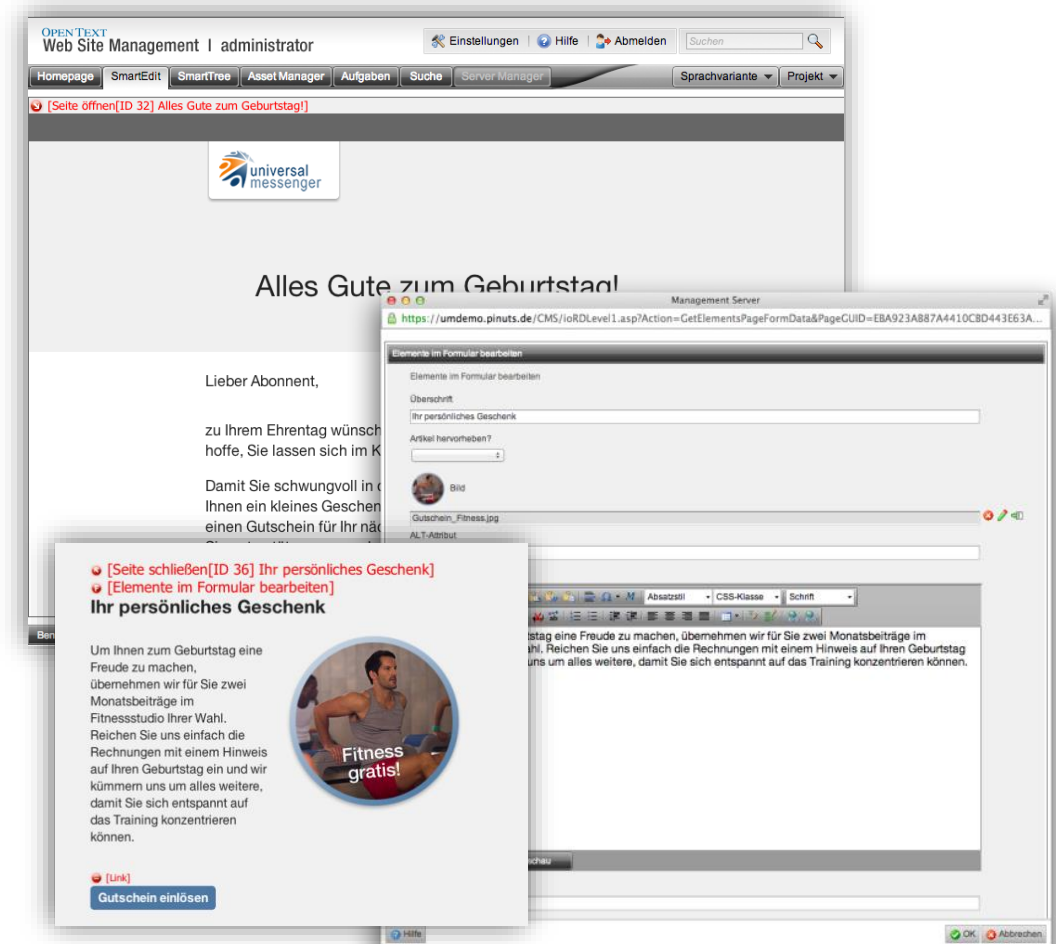 OPEN TEXT
Web Site Management | administrator
Einstellungen | Hilfe | Abmelden
Suchen
Homepage SmartEdit SmartTree Asset Manager Aufgaben Suche Server Manager Sprachvariante Projekt
[Seite öffnen[ID 32] Alles Gute zum Geburtstag!]
universal
messenger
Alles Gute zum Geburtstag!
Lieber Abonnent,
zu Ihrem Ehrentag wünsch
hoffe, Sie lassen sich im K
Damit Sie schwungvoll in
Ihnen ein kleines Geschen
einen Gutschein für Ihr näc
Ben
Management Server
https://umdemo.pinuts.de/CMS/ioRDLevel1.asp?Action=GetElementsPageFormData&PageGUID=EBA923AB87A4410CBD443E63A...
Elemente im Formular bearbeiten
Elemente im Formular bearbeiten
Überschrift
Ihr persönliches Geschenk
Artikel hervorheben?
Bild
Gutschein_Fitness.jpg
ALT-Attribut
Absatzstil CSS-Klasse Schrift
tstag eine Freude zu machen, übernehmen wir für Sie zwei Monatsbeiträge im
ahl. Reichen Sie uns einfach die Rechnungen mit einem Hinweis auf Ihren Geburtstag
uns um alles weitere, damit Sie sich entspannt auf das Training konzentrieren können.
schau
Hilfe
OK Abbrechen
[Seite schließen[ID 36] Ihr persönliches Geschenk]
[Elemente im Formular bearbeiten]
Ihr persönliches Geschenk
Um Ihnen zum Geburtstag eine
Freude zu machen,
übernehmen wir für Sie zwei
Monatsbeiträge im
Fitnessstudio Ihrer Wahl.
Reichen Sie uns einfach die
Rechnungen mit einem Hinweis
auf Ihren Geburtstag ein und wir
kümmern uns um alles weitere,
damit Sie sich entspannt auf
das Training konzentrieren
können.
Fitness
gratis!
[Link]
Gutschein einlösen